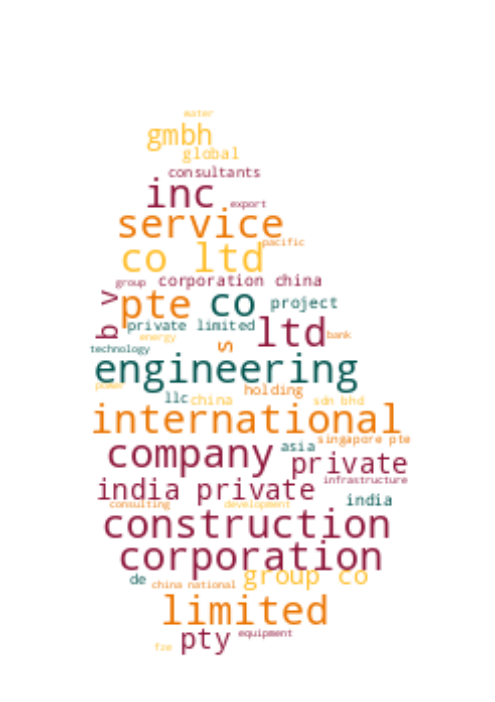 water
gmbh
global
consultants
inc
export
service
pacific
co ltd
group
corporation china
b v
pte
co
project
private limited
ltd
bank
energy
s
technology
engineering
power
holding
llc
china
sdn bhd
international
singapore pte
asia
company
private
infrastructure
india private
india
consulting
development
construction
corporation
de
china national
group co
limited
equipment
pty
fze